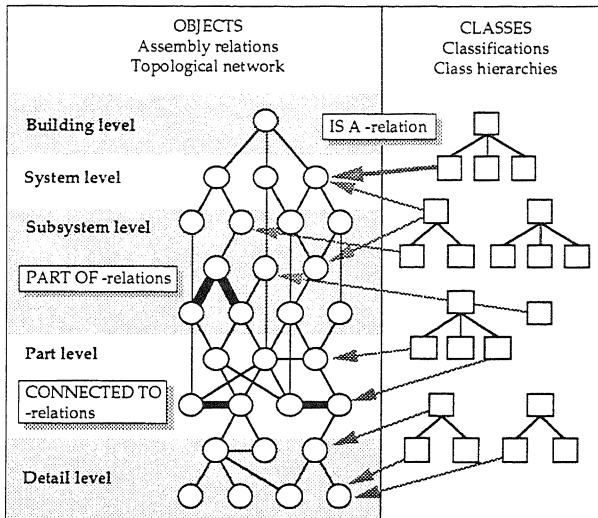 OBJECTS
Assembly relations
Topological network
CLASSES
Classifications
Class hierarchies
Building level
IS A -relation
System level
Subsystem level
PART OF -relations
Part level
CONNECTED TO
-relations
Detail level